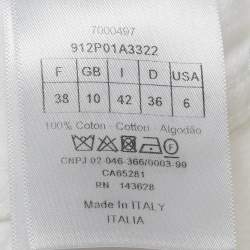 7000497
912P01A3322
F GB I D USA
38 10 42 36 6
100% Coton - Cotton - Algodão
CNPJ 02-046-366/0003-99
CA65281
RN 143628
Made In ITALY
ITALIA